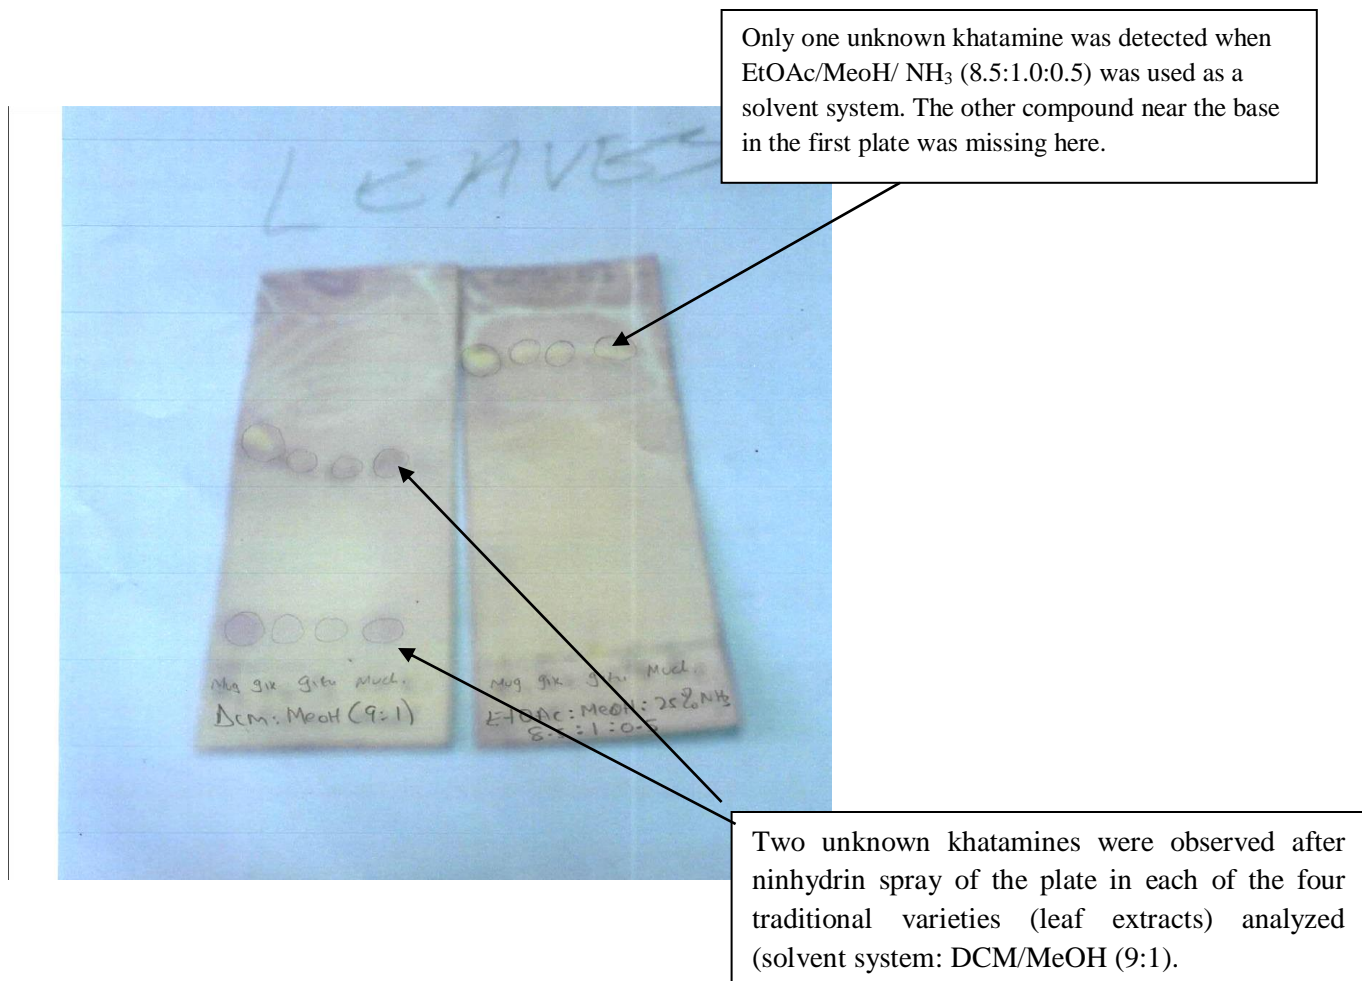 Only one unknown khatamine was detected when
EtOAc/MeoH/ NH₃ (8.5:1.0:0.5) was used as a
solvent system. The other compound near the base
in the first plate was missing here.
LEAVES
Mug gix gitu Mucl.
DCM: MeoH (9:1)
Mug gix gitu Mucl.
EtOAc: MeOH: 25% NH3
8.5:1:0.5
Two unknown khatamines were observed after
ninhydrin spray of the plate in each of the four
traditional varieties (leaf extracts) analyzed
(solvent system: DCM/MeOH (9:1).